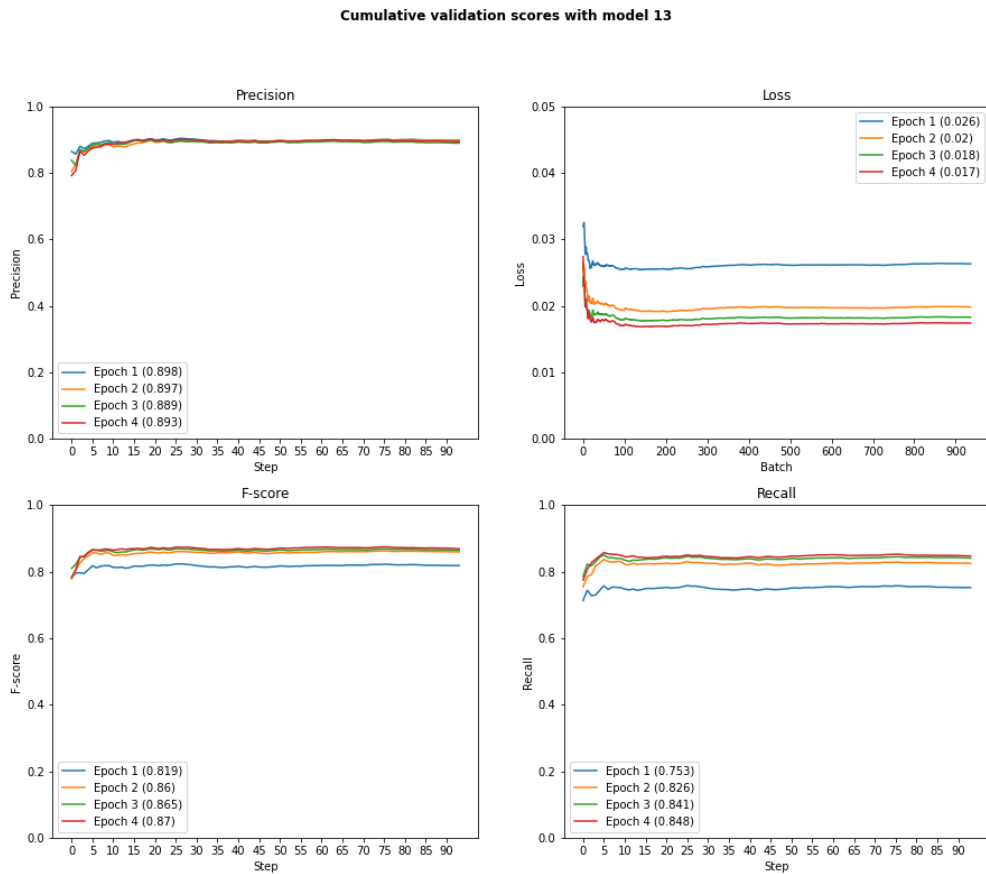 Cumulative validation scores with model 13
Precision
1.0
0.8
0.6
0.4
0.2
0.0
Precision
Epoch 1 (0.898)
Epoch 2 (0.897)
Epoch 3 (0.889)
Epoch 4 (0.893)
0 5 10 15 20 25 30 35 40 45 50 55 60 65 70 75 80 85 90
Step
Loss
0.05
0.04
0.03
0.02
0.01
0.00
Loss
Epoch 1 (0.026)
Epoch 2 (0.02)
Epoch 3 (0.018)
Epoch 4 (0.017)
0 100 200 300 400 500 600 700 800 900
Batch
F-score
1.0
0.8
0.6
0.4
0.2
0.0
F-score
Epoch 1 (0.819)
Epoch 2 (0.86)
Epoch 3 (0.865)
Epoch 4 (0.87)
0 5 10 15 20 25 30 35 40 45 50 55 60 65 70 75 80 85 90
Step
Recall
1.0
0.8
0.6
0.4
0.2
0.0
Recall
Epoch 1 (0.753)
Epoch 2 (0.826)
Epoch 3 (0.841)
Epoch 4 (0.848)
0 5 10 15 20 25 30 35 40 45 50 55 60 65 70 75 80 85 90
Step